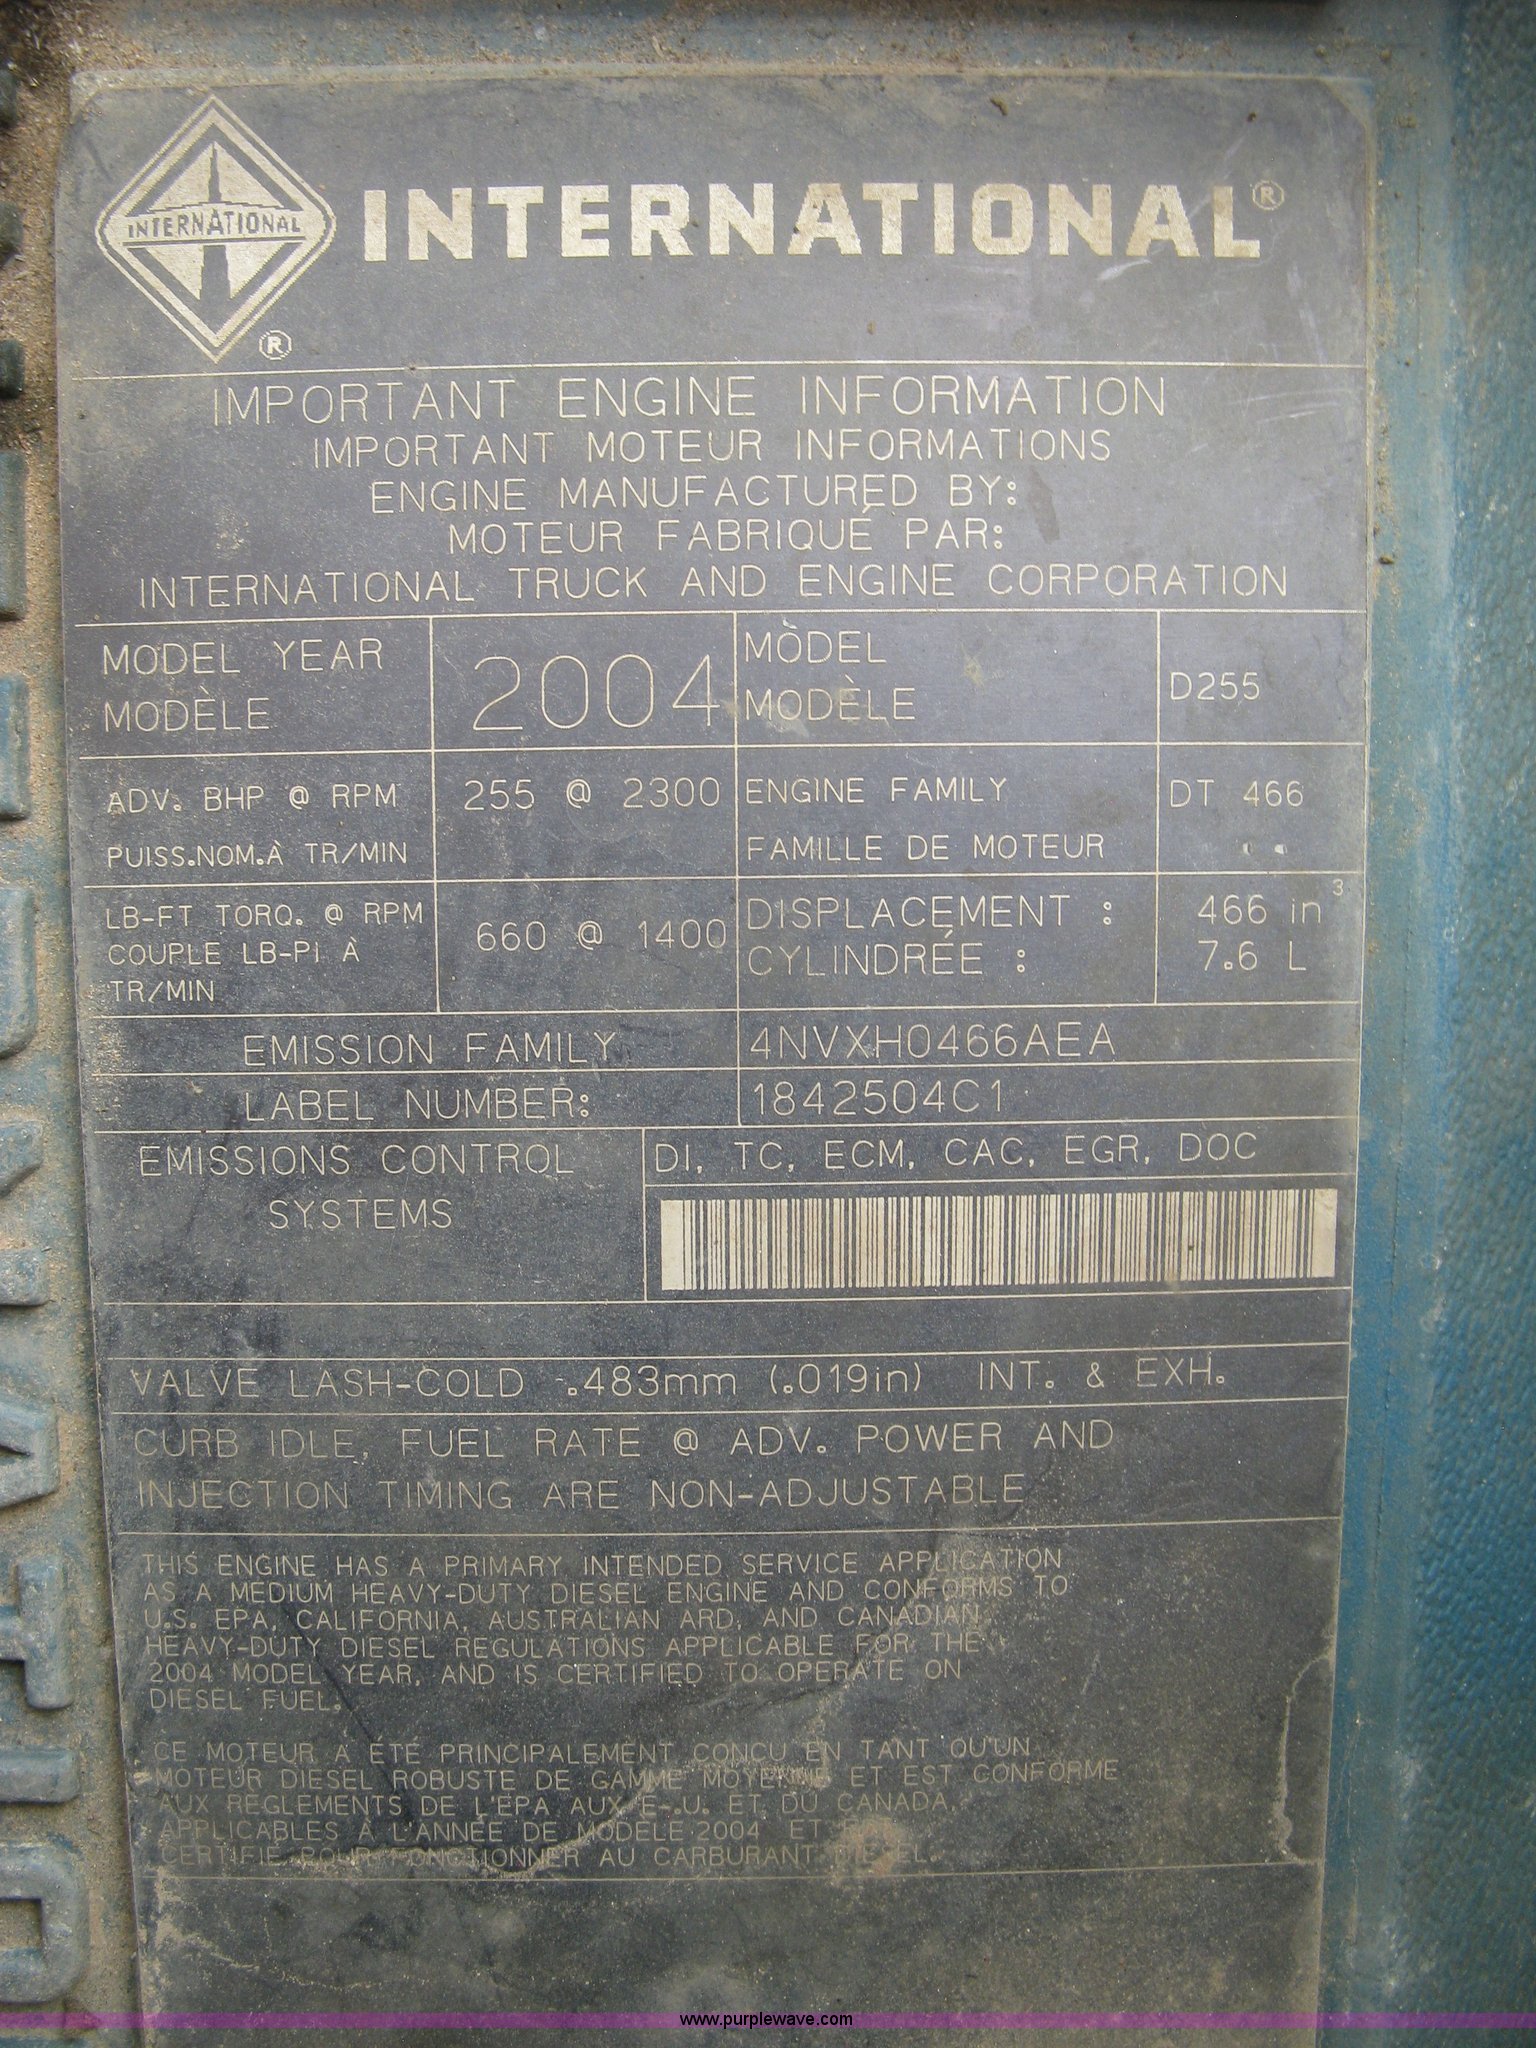 INTERNATIONAL
®
INTERNATIONAL®
IMPORTANT ENGINE INFORMATION
IMPORTANT MOTEUR INFORMATIONS
ENGINE MANUFACTURED BY:
MOTEUR FABRIQUÉ PAR:
INTERNATIONAL TRUCK AND ENGINE CORPORATION
MODEL YEAR
MODÈLE
2004
MODEL
MODÈLE
D255
ADV. BHP @ RPM
PUISS.NOM.À TR/MIN
255 @ 2300
ENGINE FAMILY
FAMILLE DE MOTEUR
DT 466
LB-FT TORQ. @ RPM
COUPLE LB-PI À
TR/MIN
660 @ 1400
DISPLACEMENT :
CYLINDRÉE :
466 in³
7.6 L
EMISSION FAMILY
4NVXH0466AEA
LABEL NUMBER:
1842504C1
EMISSIONS CONTROL
SYSTEMS
DI, TC, ECM, CAC, EGR, DOC
VALVE LASH-COLD .483mm (.019in) INT. & EXH.
CURB IDLE, FUEL RATE @ ADV. POWER AND
INJECTION TIMING ARE NON-ADJUSTABLE
THIS ENGINE HAS A PRIMARY INTENDED SERVICE APPLICATION
AS A MEDIUM HEAVY-DUTY DIESEL ENGINE AND CONFORMS TO
U.S. EPA, CALIFORNIA, AUSTRALIAN ARD, AND CANADIAN
HEAVY-DUTY DIESEL REGULATIONS APPLICABLE FOR THE
2004 MODEL YEAR, AND IS CERTIFIED TO OPERATE ON
DIESEL FUEL.
CE MOTEUR A ÉTÉ PRINCIPALEMENT CONCU EN TANT QU'UN
MOTEUR DIESEL ROBUSTE DE GAMME MOYENNE ET EST CONFORME
AUX RÈGLEMENTS DE L'EPA AUX E-.U. ET DU CANADA,
APPLICABLES À L'ANNÉE DE MODÈLE 2004 ET
CERTIFIÉ POUR FONCTIONNER AU CARBURANT DIESEL.
www.purplewave.com